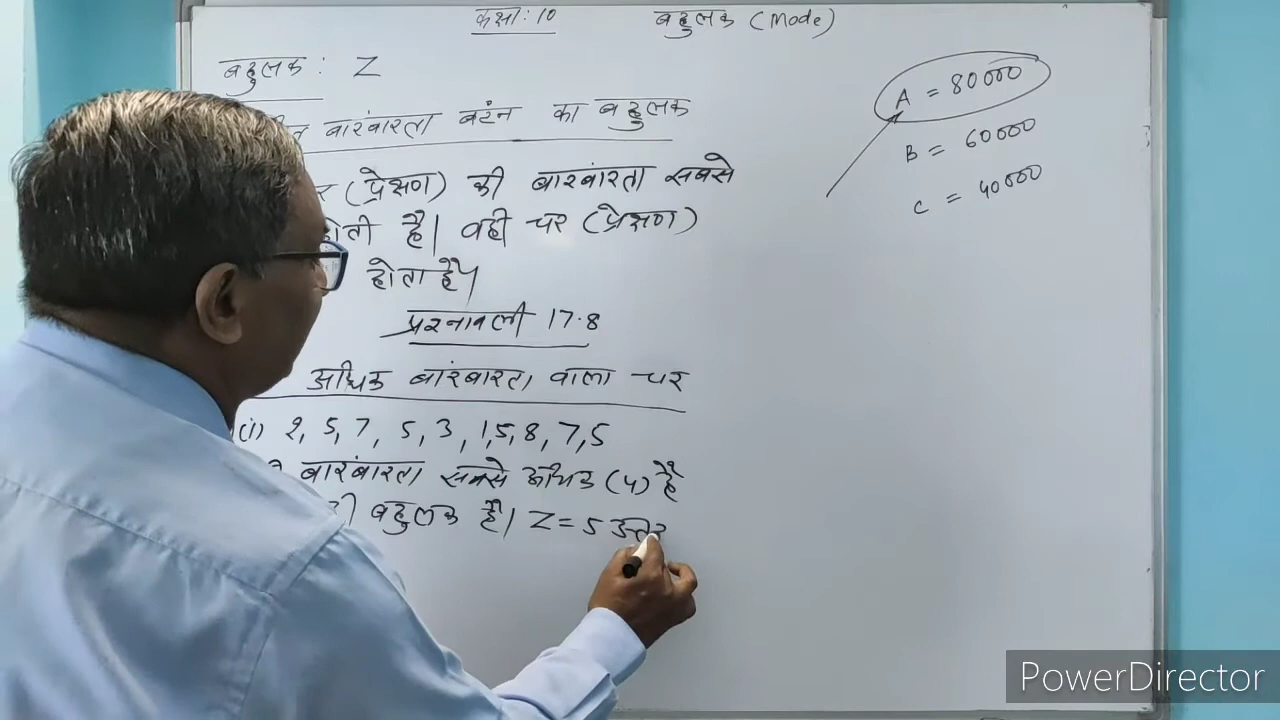 कक्षा: 10 बहुलक (Mode)
बहुलक : Z
A = 80000
B = 60000
C = 40000
बारंबारता बंटन का बहुलक
(प्रेक्षण) की बारंबारता सबसे
होती है। वही चर (प्रेक्षण)
होता है।
प्रश्नावली 17.8
अधिक बारंबारता वाला चर
(i) 2, 5, 7, 5, 3, 1, 5, 8, 7, 5
बारंबारता सबसे अधिक (4) है
बहुलक है। Z = 5 उत्तर
PowerDirector